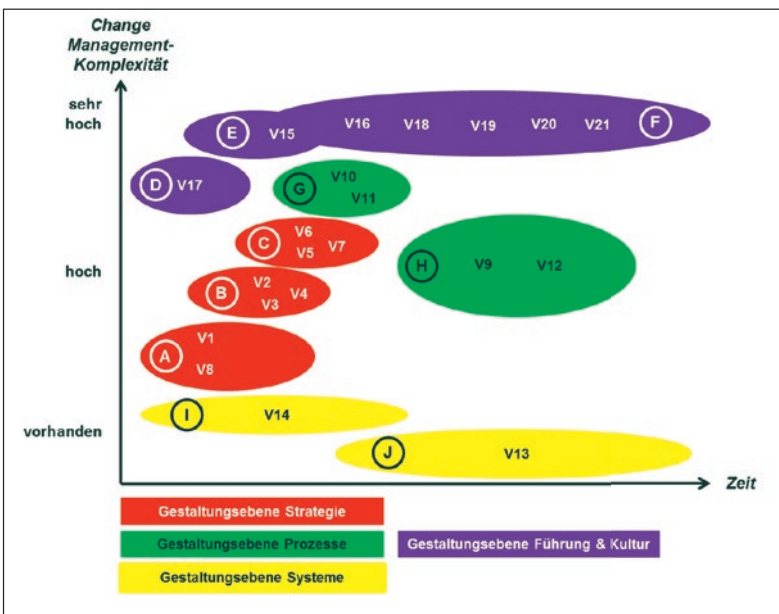 Change
Management-
Komplexität
sehr
hoch
E
V15
V16
V18
V19
V20
V21
F
D
V17
G
V10
V11
C
V6
V5
V7
hoch
B
V2
V3
V4
H
V9
V12
A
V1
V8
I
V14
vorhanden
J
V13
Zeit
Gestaltungsebene Strategie
Gestaltungsebene Prozesse
Gestaltungsebene Führung & Kultur
Gestaltungsebene Systeme